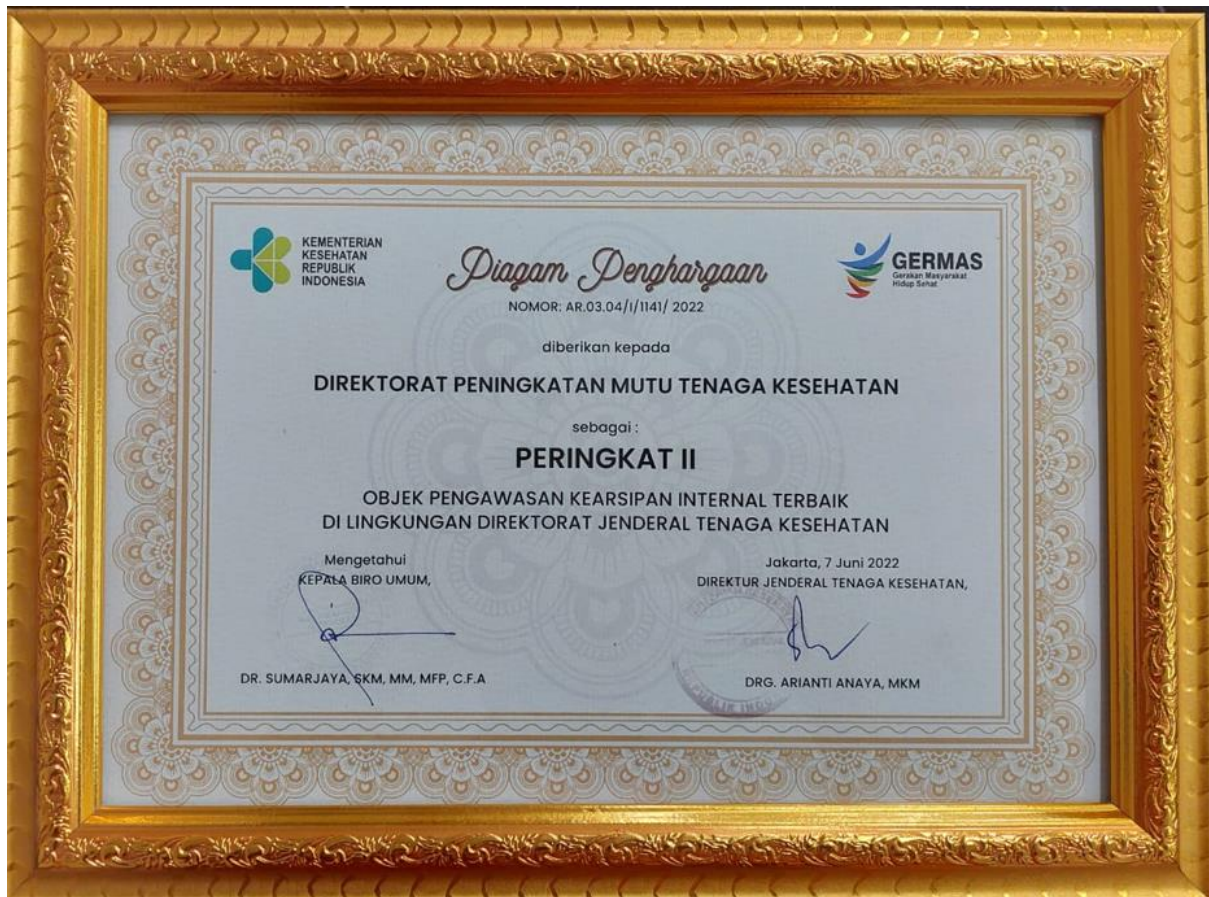 KEMENTERIAN
KESEHATAN
REPUBLIK
INDONESIA
Piagam Penghargaan
GERMAS
Gerakan Masyarakat
Hidup Sehat
NOMOR: AR.03.04/I/1141/ 2022
diberikan kepada
DIREKTORAT PENINGKATAN MUTU TENAGA KESEHATAN
sebagai :
PERINGKAT II
OBJEK PENGAWASAN KEARSIPAN INTERNAL TERBAIK
DI LINGKUNGAN DIREKTORAT JENDERAL TENAGA KESEHATAN
Mengetahui
KEPALA BIRO UMUM,
DR. SUMARJAYA, SKM, MM, MFP, C.F.A
Jakarta, 7 Juni 2022
DIREKTUR JENDERAL TENAGA KESEHATAN,
DRG. ARIANTI ANAYA, MKM